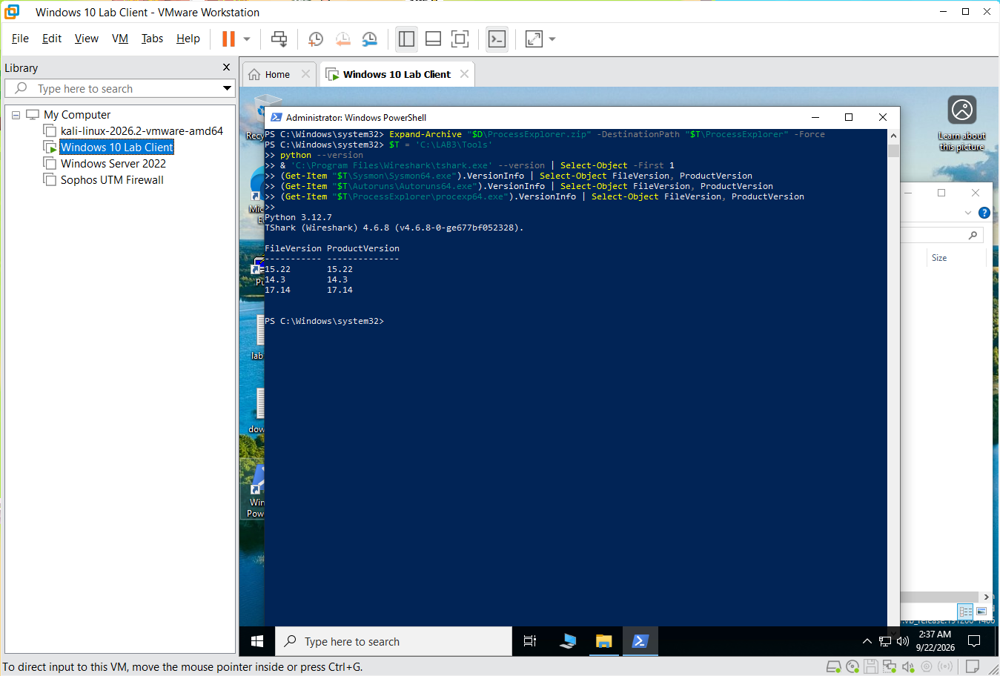 Windows 10 Lab Client - VMware Workstation
File Edit View VM Tabs Help
Library
Type here to search
My Computer
kali-linux-2026.2-vmware-amd64
Windows 10 Lab Client
Windows Server 2022
Sophos UTM Firewall
Home
Windows 10 Lab Client
Learn about
this picture
Administrator: Windows PowerShell
PS C:\Windows\system32> Expand-Archive "$D\ProcessExplorer.zip" -DestinationPath "$T\ProcessExplorer" -Force
PS C:\Windows\system32> $T = 'C:\LAB3\Tools'
>> python --version
>> & 'C:\Program Files\Wireshark\tshark.exe' --version | Select-Object -First 1
>> (Get-Item "$T\Sysmon\Sysmon64.exe").VersionInfo | Select-Object FileVersion, ProductVersion
>> (Get-Item "$T\Autoruns\Autoruns64.exe").VersionInfo | Select-Object FileVersion, ProductVersion
>> (Get-Item "$T\ProcessExplorer\procexp64.exe").VersionInfo | Select-Object FileVersion, ProductVersion
>>
Python 3.12.7
TShark (Wireshark) 4.6.8 (v4.6.8-0-ge677bf052328).
FileVersion ProductVersion
----------- --------------
15.22 15.22
14.3 14.3
17.14 17.14
PS C:\Windows\system32>
Size
Type here to search
2:37 AM
9/22/2026
To direct input to this VM, move the mouse pointer inside or press Ctrl+G.